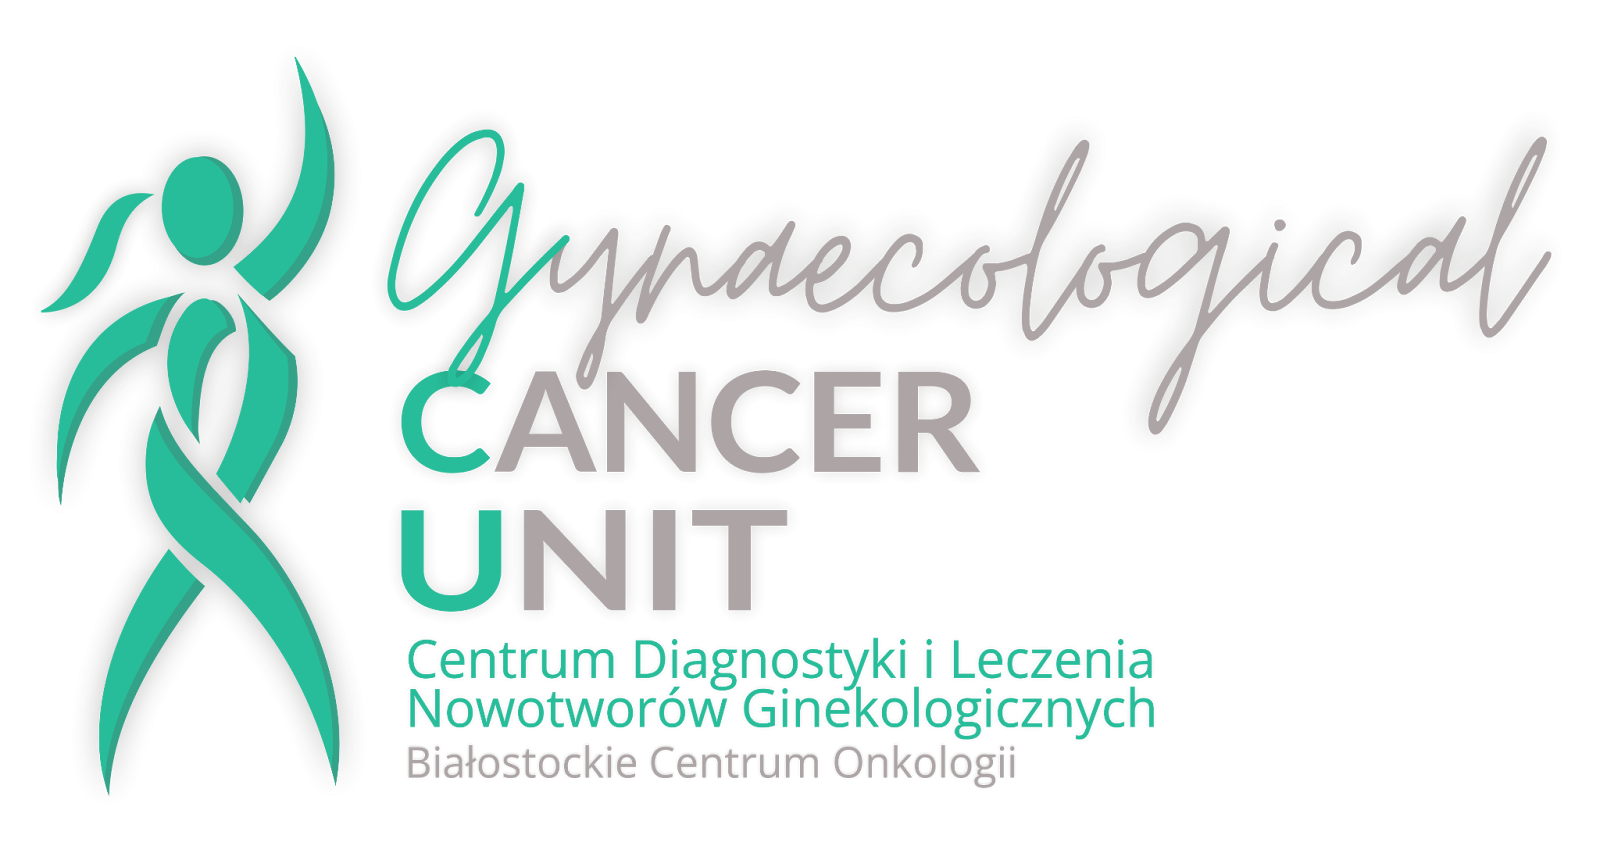 Gynaecological
CANCER
UNIT
Centrum Diagnostyki i Leczenia
Nowotworów Ginekologicznych
Białostockie Centrum Onkologii